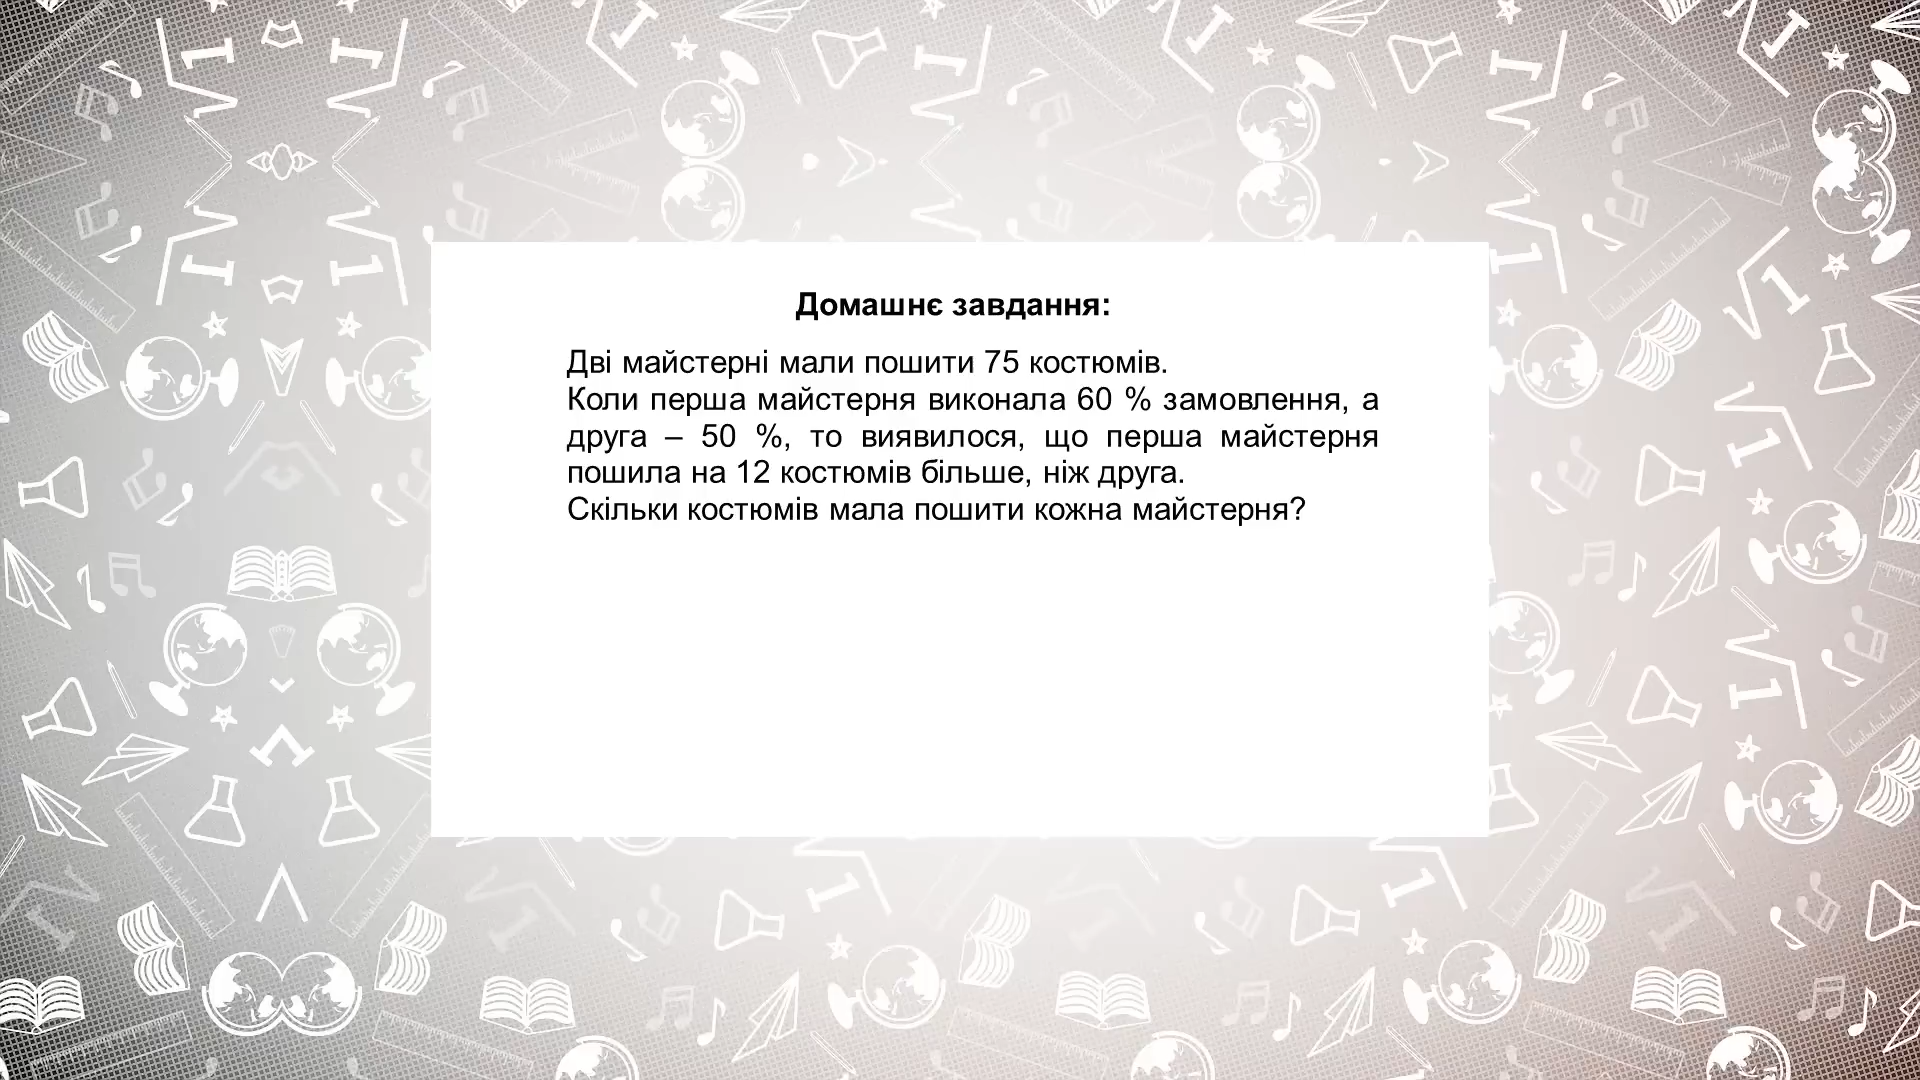 Домашнє завдання:
Дві майстерні мали пошити 75 костюмів.
Коли перша майстерня виконала 60 % замовлення, а
друга – 50 %, то виявилося, що перша майстерня
пошила на 12 костюмів більше, ніж друга.
Скільки костюмів мала пошити кожна майстерня?